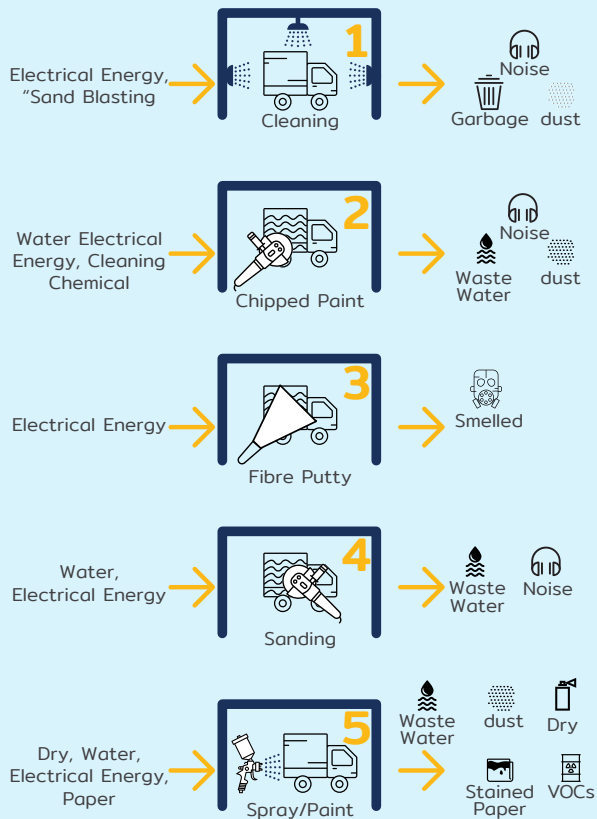 1
Electrical Energy,
“Sand Blasting
Cleaning
Noise
Garbage
dust
2
Water Electrical
Energy, Cleaning
Chemical
Chipped Paint
Noise
Waste
Water
dust
3
Electrical Energy
Fibre Putty
Smelled
4
Water,
Electrical Energy
Sanding
Waste
Water
Noise
5
Dry, Water,
Electrical Energy,
Paper
Spray/Paint
Waste
Water
dust
Dry
Stained
Paper
VOCs